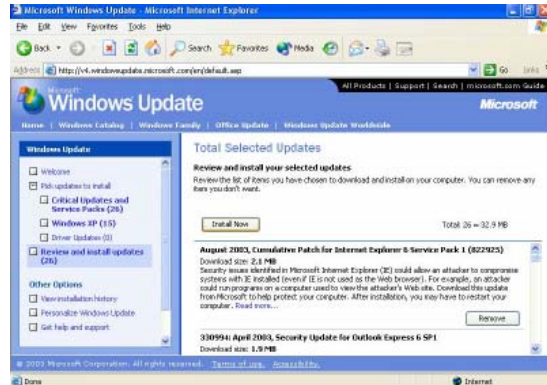 Microsoft Windows Update - Microsoft Internet Explorer
File Edit View Favorites Tools Help
Back Search Favorites Media
Address http://v4.windowsupdate.microsoft.com/en/default.asp Go Links
All Products | Support | Search | microsoft.com Guide
Microsoft
Windows Update
Microsoft
Home | Windows Catalog | Windows Family | Office Update | Windows Update Worldwide
Windows Update
Welcome
Pick updates to install
Critical Updates and
Service Packs (26)
Windows XP (15)
Driver Updates (0)
Review and install updates
(26)
Other Options
View installation history
Personalize Windows Update
Get help and support
Total Selected Updates
Review and install your selected updates
Review the list of items you have chosen to download and install on your computer. You can remove any
item you don't want.
Install Now Total: 26 = 32.9 MB
August 2003, Cumulative Patch for Internet Explorer 6 Service Pack 1 (822925)
Download size: 2.1 MB
Security issues identified in Microsoft Internet Explorer (IE) could allow an attacker to compromise
systems with IE installed (even if IE is not used as the Web browser). For example, an attacker
could run programs on a computer used to view the attacker's Web site. Download this update
from Microsoft to help protect your computer. After installation, you may have to restart your
computer. Read more...
Remove
330994: April 2003, Security Update for Outlook Express 6 SP1
Download size: 1.9 MB
© 2003 Microsoft Corporation. All rights reserved. Terms of use. Accessibility.
Done Internet